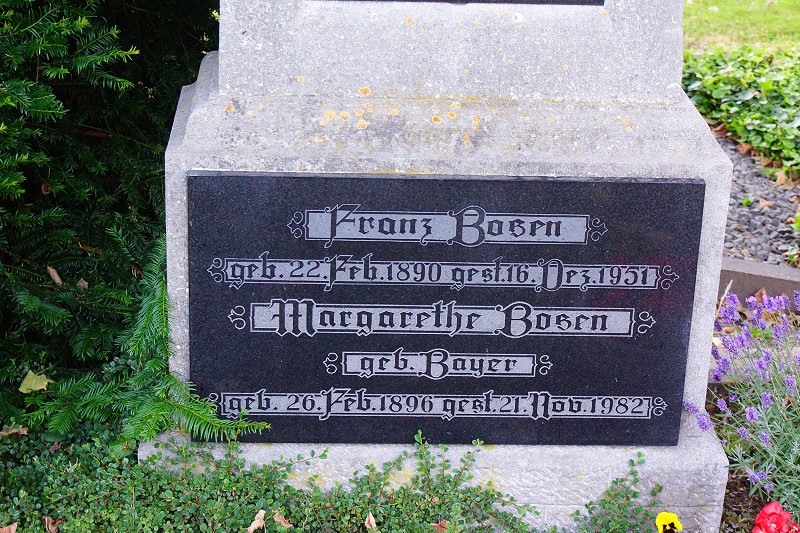 Franz Bosen
geb. 22. Feb. 1890 gest. 16. Dez. 1951
Margarethe Bosen
geb. Bayer
geb. 26. Feb. 1896 gest. 21. Nov. 1982